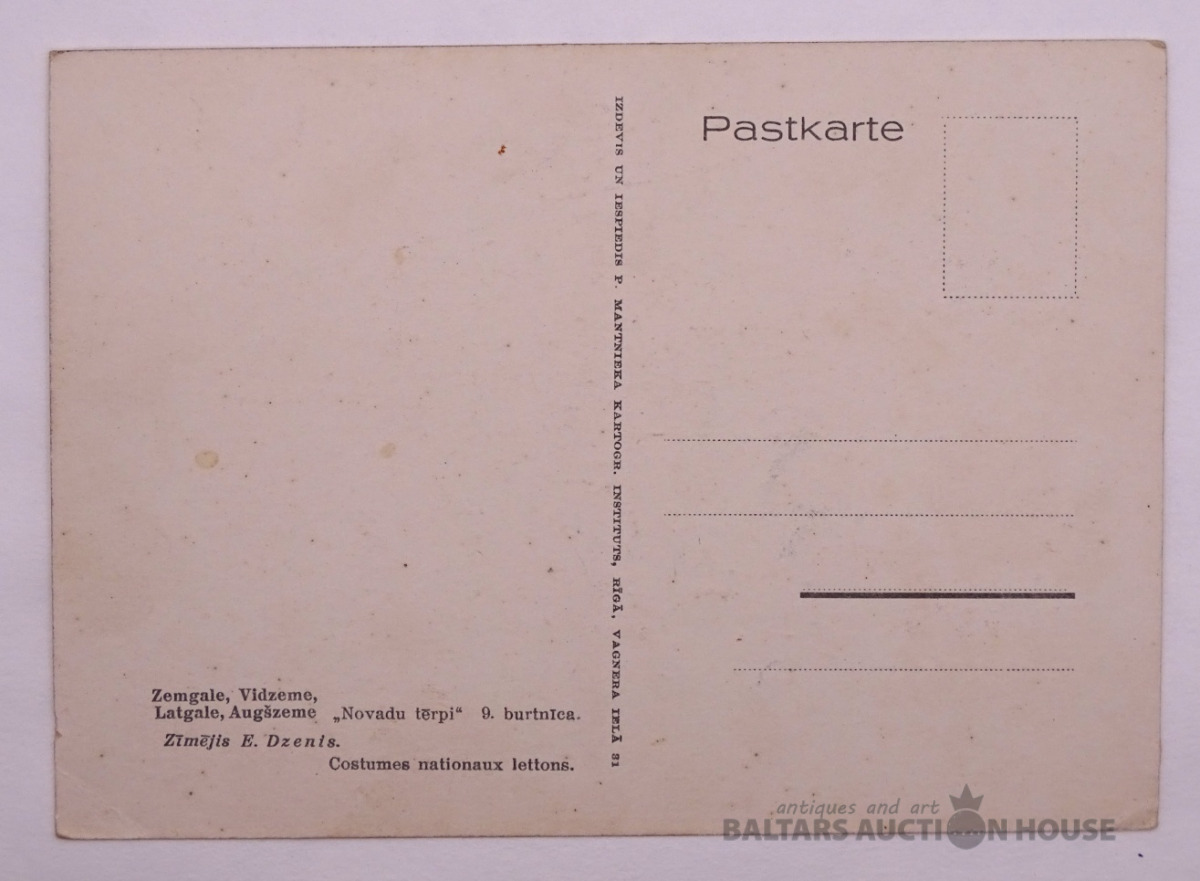 Pastkarte
IZDEVIS UN IESPIEDIS P. MANTNIEKA KARTOGR. INSTITUTS, RĪGĀ, VAGNERA IELĀ 31
Zemgale, Vidzeme,
Latgale, Augšzeme „Novadu tērpi“ 9. burtnīca.
Zīmējis E. Dzenis.
Costumes nationaux lettons.
antiques and art
BALTARS AUCTION HOUSE